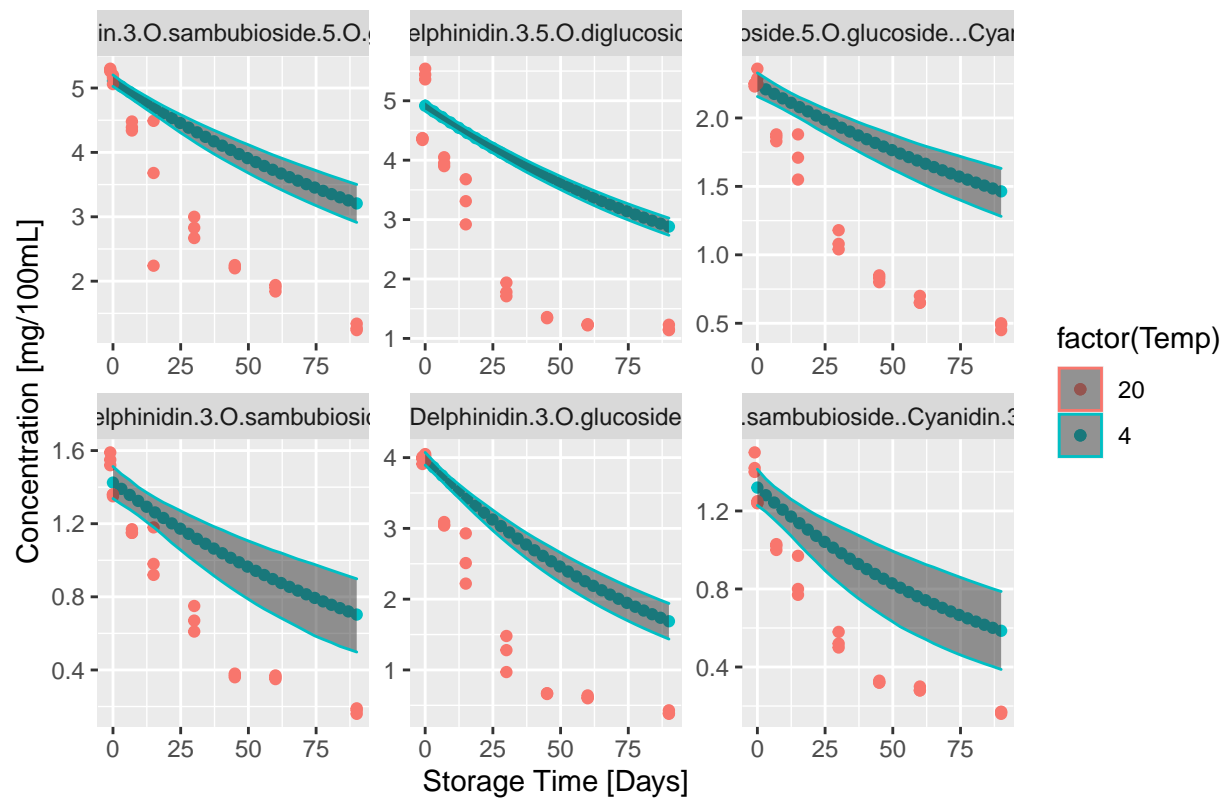 in.3.O.sambubioside.5.O.g
elphinidin.3.5.O.diglucosic
oside.5.O.glucoside...Cyan
5
4
3
2
0 25 50 75
5
4
3
2
1
0 25 50 75
2.0
1.5
1.0
0.5
0 25 50 75
elphinidin.3.O.sambubiosic
Delphinidin.3.O.glucoside
.sambubioside..Cyanidin.3
1.6
1.2
0.8
0.4
0 25 50 75
4
3
2
1
0 25 50 75
1.2
0.8
0.4
0 25 50 75
Concentration [mg/100mL]
Storage Time [Days]
factor(Temp)
20
4